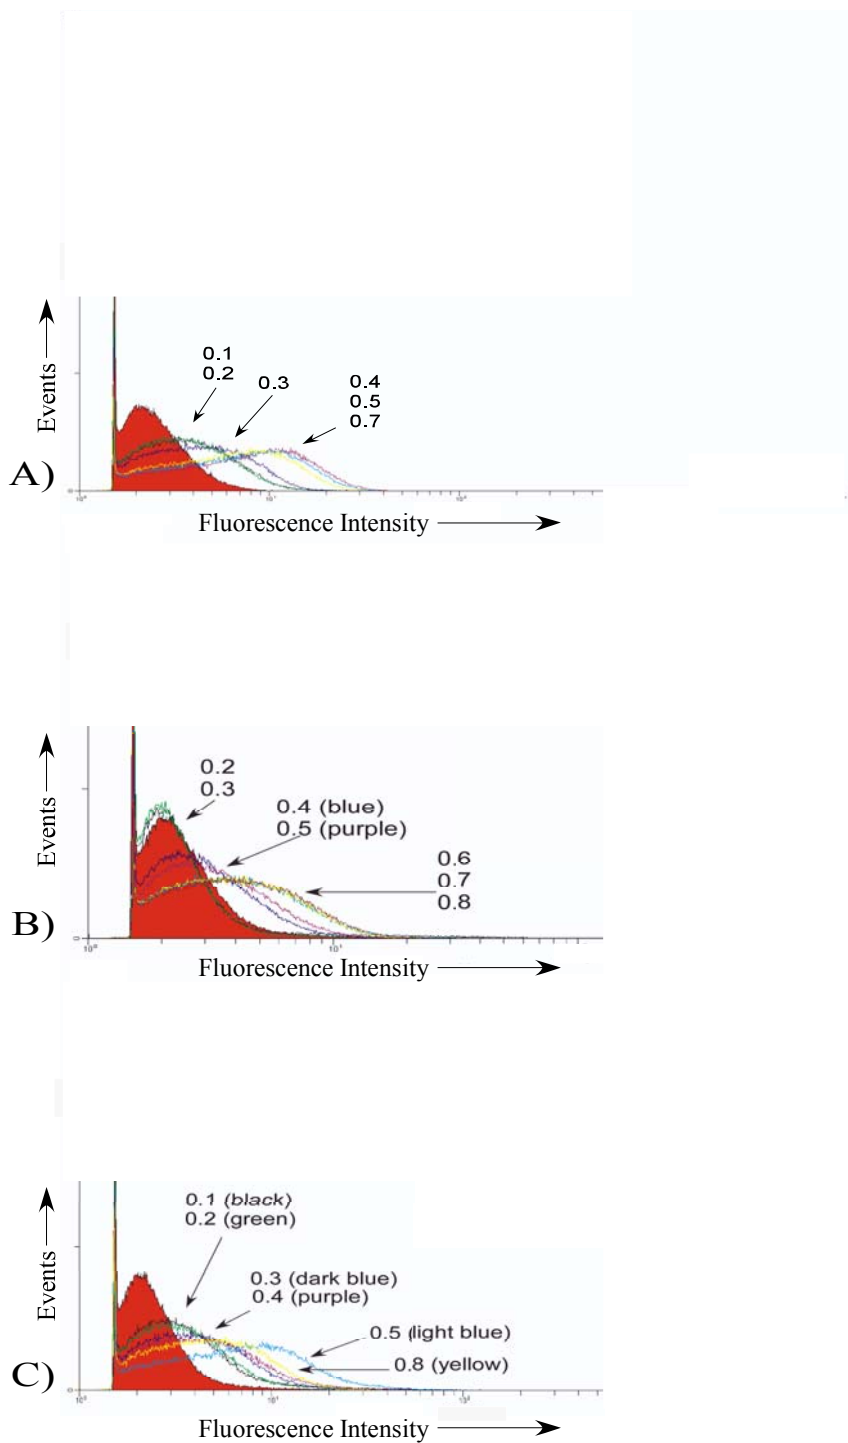 0.1
0.2
0.3
0.4
0.5
0.7
Events
A)
Fluorescence Intensity
0.2
0.3
0.4 (blue)
0.5 (purple)
0.6
0.7
0.8
Events
B)
Fluorescence Intensity
0.1 (black)
0.2 (green)
0.3 (dark blue)
0.4 (purple)
0.5 (light blue)
0.8 (yellow)
Events
C)
Fluorescence Intensity